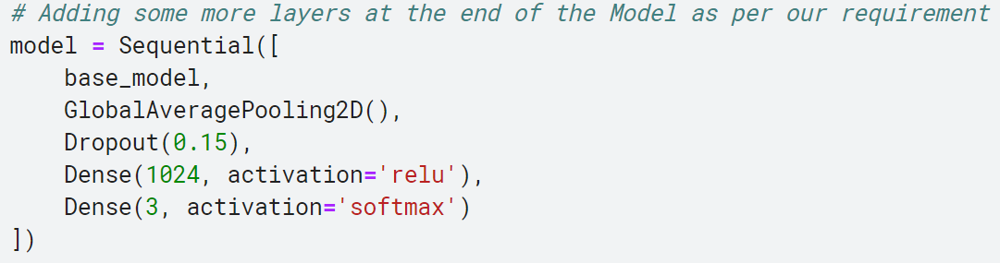 # Adding some more layers at the end of the Model as per our requirement
model = Sequential([
    base_model,
    GlobalAveragePooling2D(),
    Dropout(0.15),
    Dense(1024, activation='relu'),
    Dense(3, activation='softmax')
])